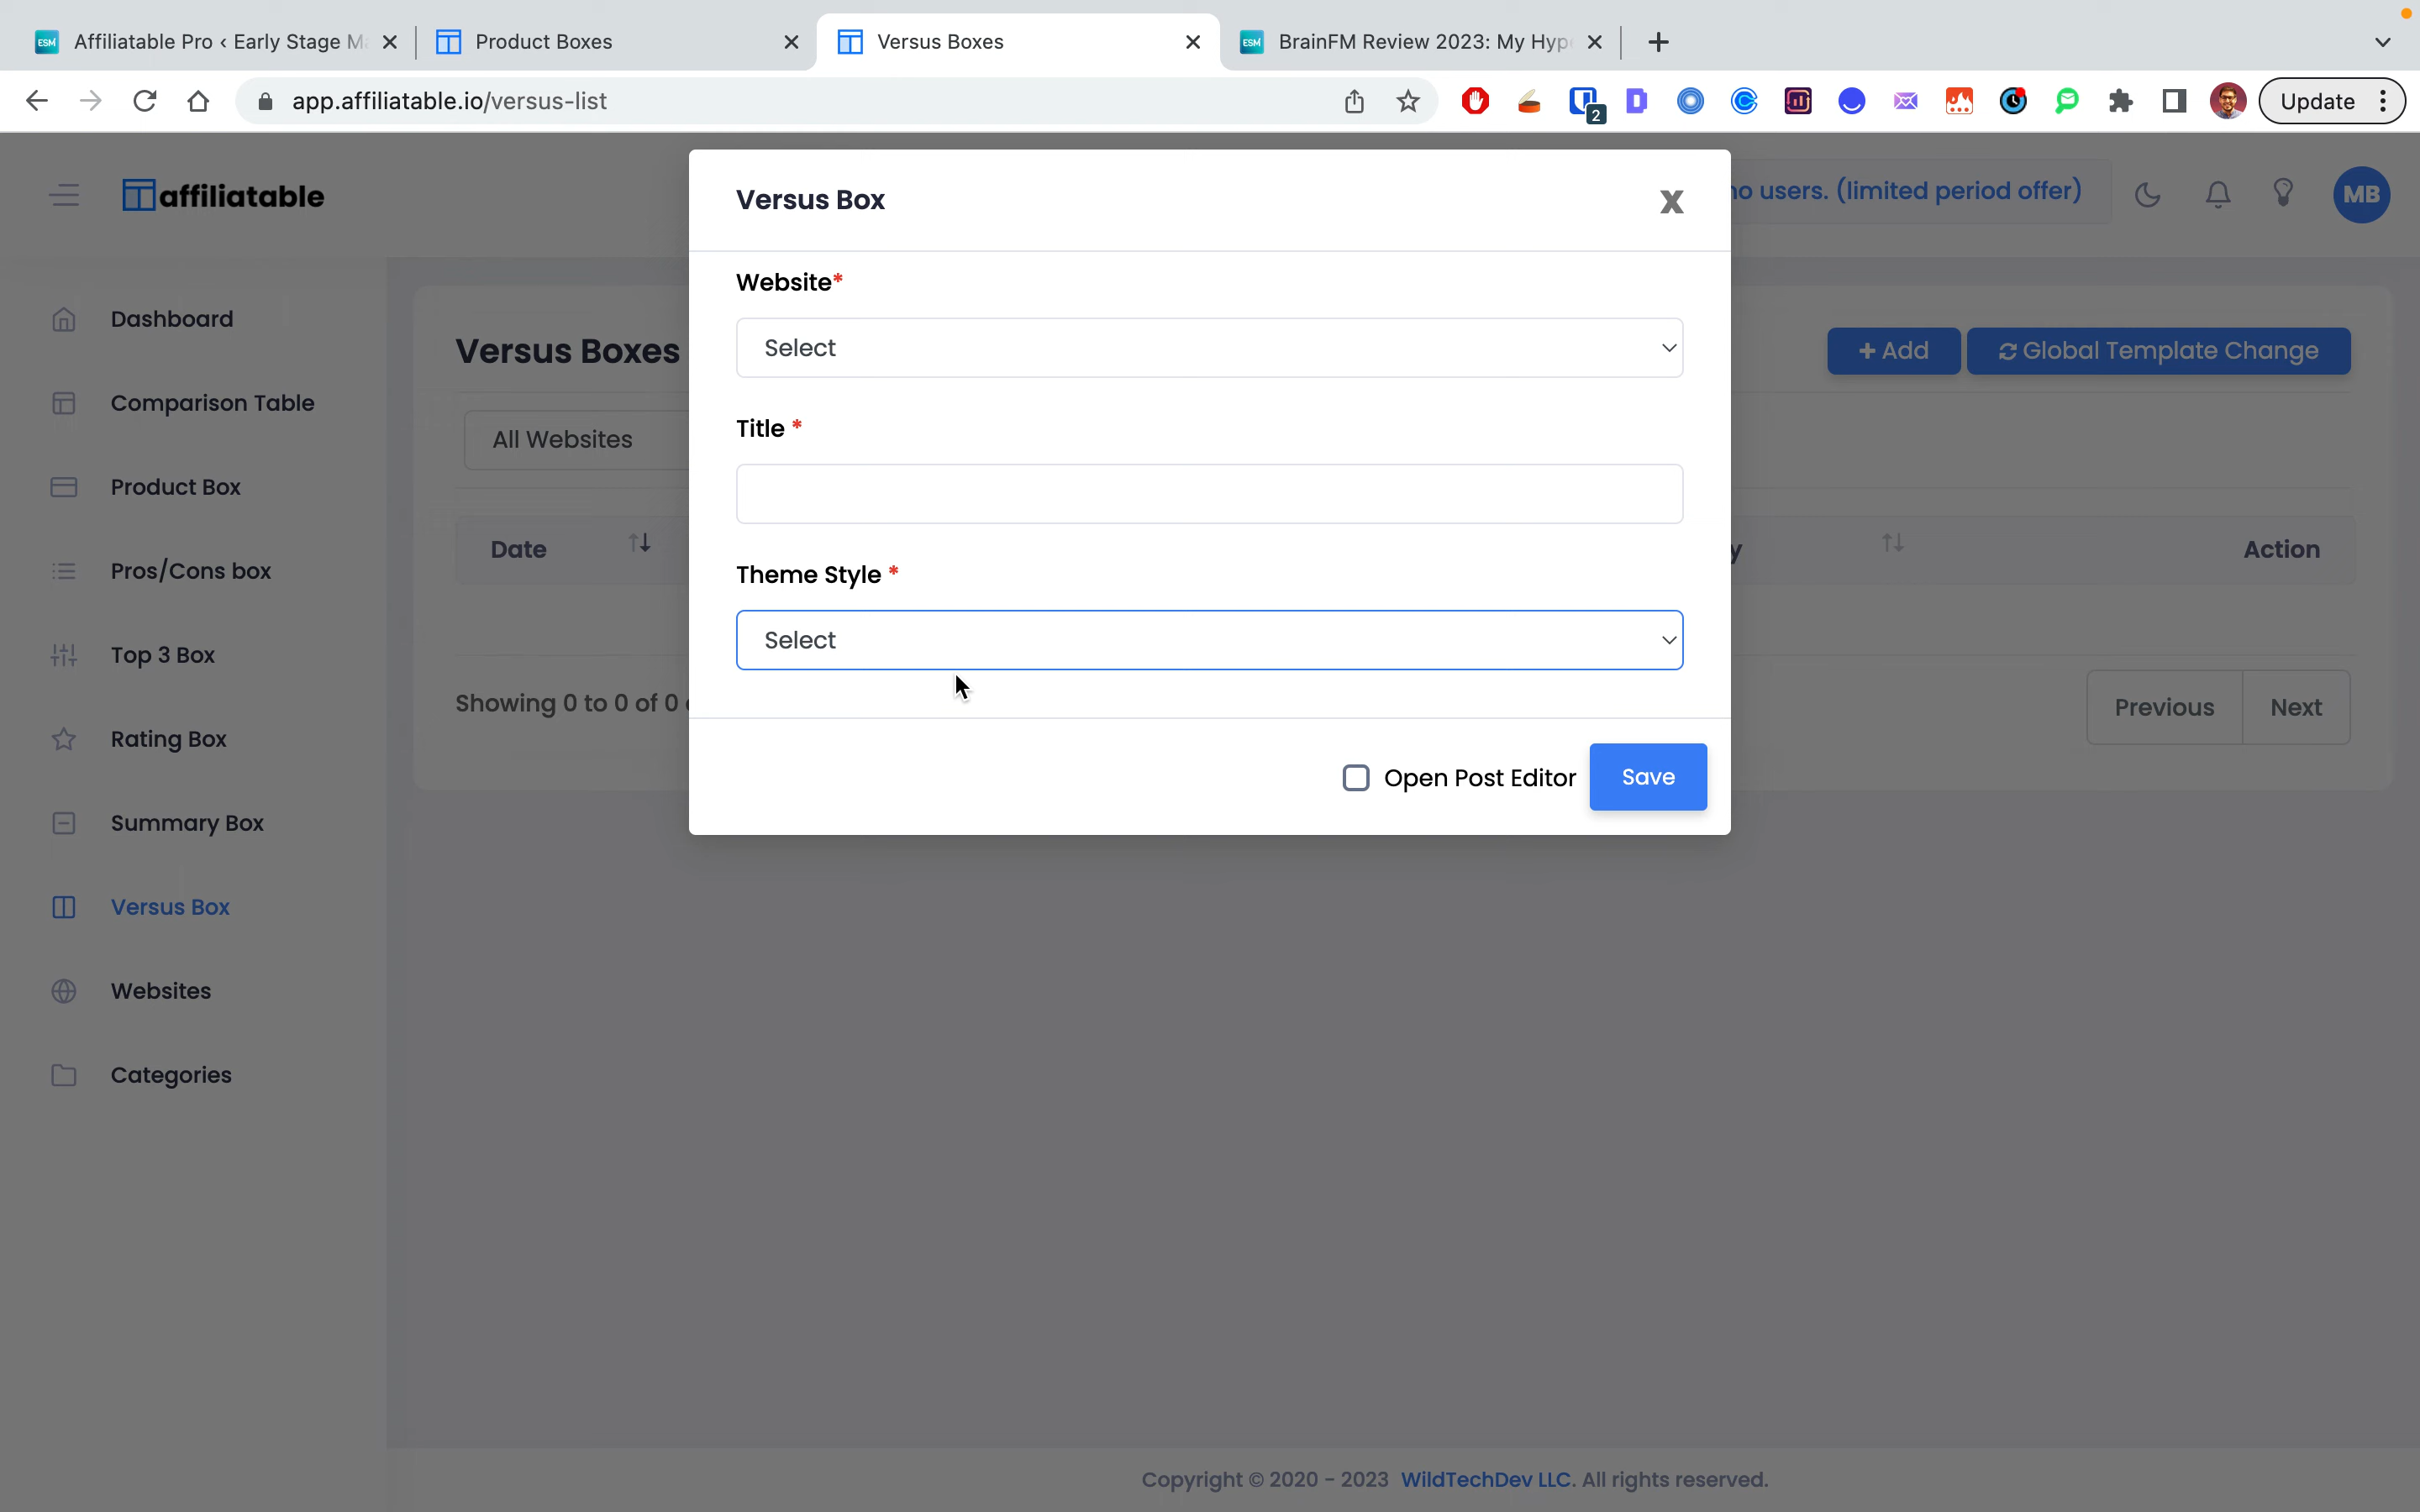 Affiliatable Pro ‹ Early Stage Ma
Product Boxes
Versus Boxes
BrainFM Review 2023: My Hype
app.affiliatable.io/versus-list
2
Update
affiliatable
no users. (limited period offer)
MB
Versus Box
X
Website*
Select
Title *
Theme Style *
Select
Open Post Editor
Save
Dashboard
Comparison Table
Product Box
Pros/Cons box
Top 3 Box
Rating Box
Summary Box
Versus Box
Websites
Categories
Versus Boxes
+ Add
Global Template Change
All Websites
Date
y
Action
Showing 0 to 0 of 0
Previous
Next
Copyright © 2020 - 2023 WildTechDev LLC. All rights reserved.